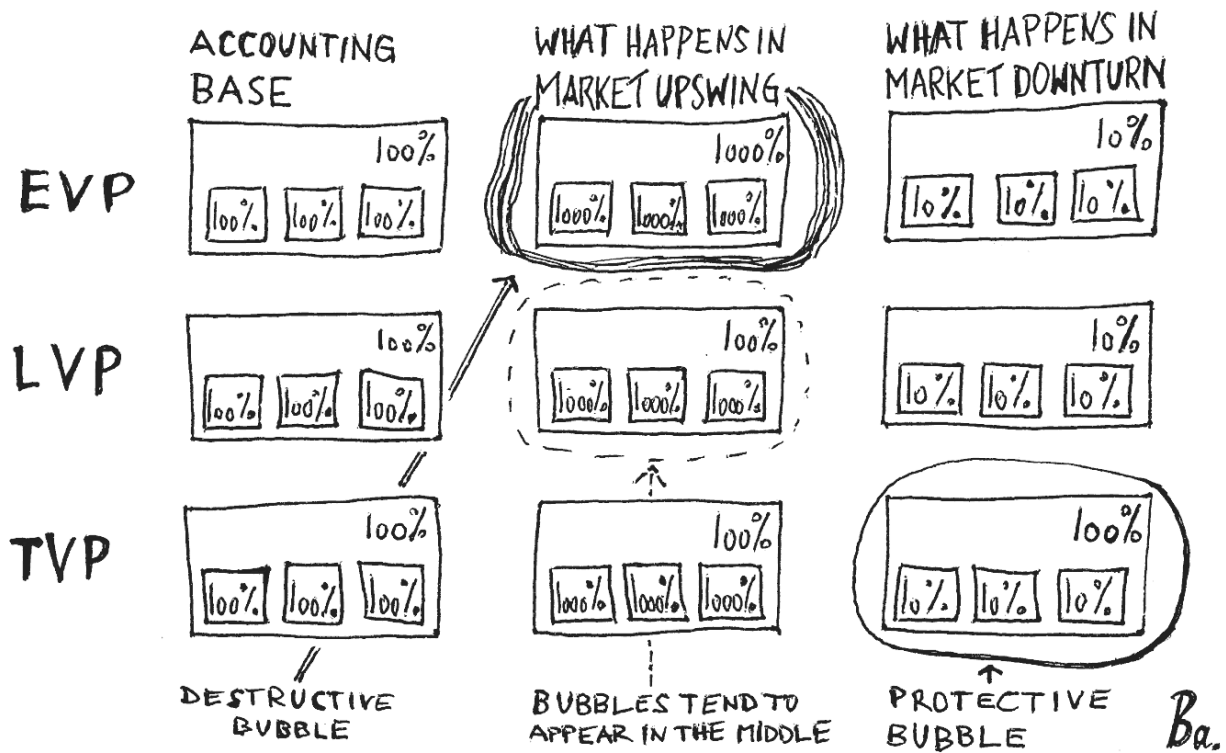 ACCOUNTING
BASE
WHAT HAPPENS IN
MARKET UPSWING
WHAT HAPPENS IN
MARKET DOWNTURN
EVP
100%
100% 100% 100%
1000%
1000% 1000% 1000%
10%
10% 10% 10%
LVP
100%
100% 100% 100%
100%
1000% 1000% 1000%
10%
10% 10% 10%
TVP
100%
100% 100% 100%
100%
1000% 1000% 1000%
100%
10% 10% 10%
DESTRUCTIVE
BUBBLE
BUBBLES TEND TO
APPEAR IN THE MIDDLE
PROTECTIVE
BUBBLE
Ba.